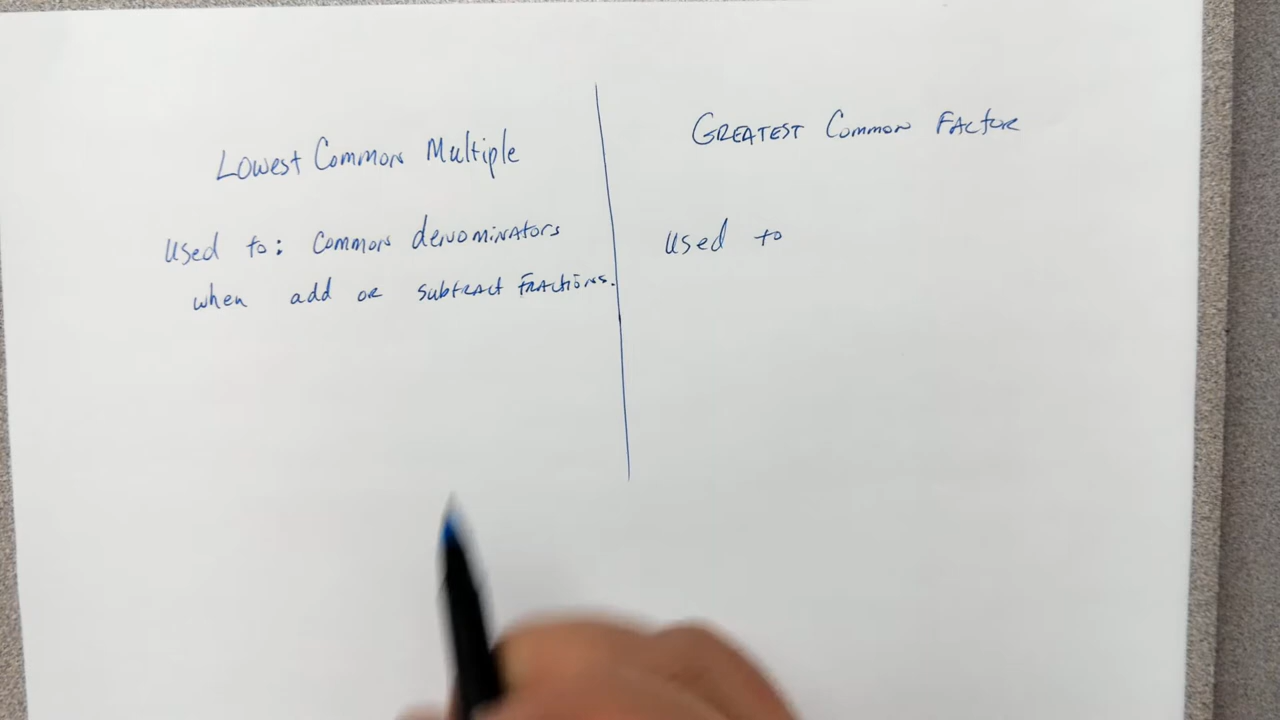 Lowest Common Multiple
Used to: Common denominators
when add or subtract fractions.
GREATEST Common Factor
Used to